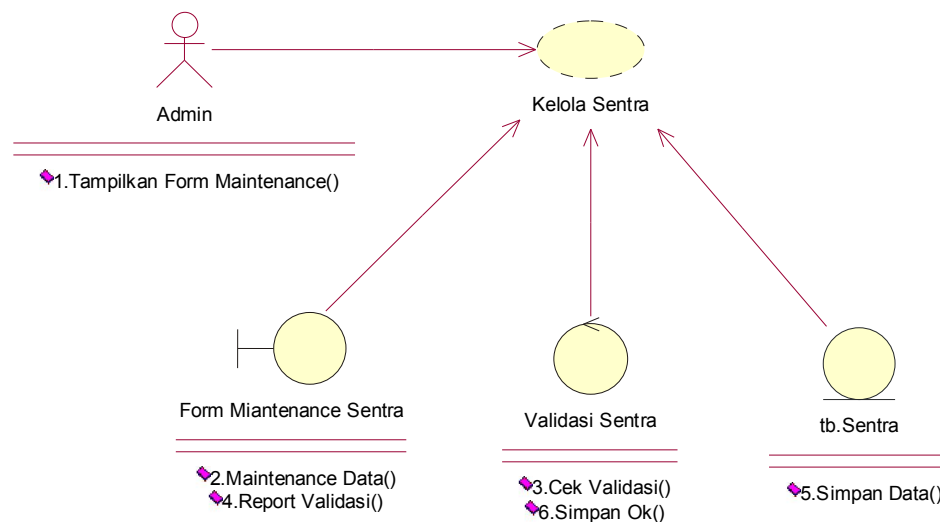 Admin
Kelola Sentra
1.Tampilkan Form Maintenance()
Form Miantenance Sentra
2.Maintenance Data()
4.Report Validasi()
Validasi Sentra
3.Cek Validasi()
6.Simpan Ok()
tb.Sentra
5.Simpan Data()